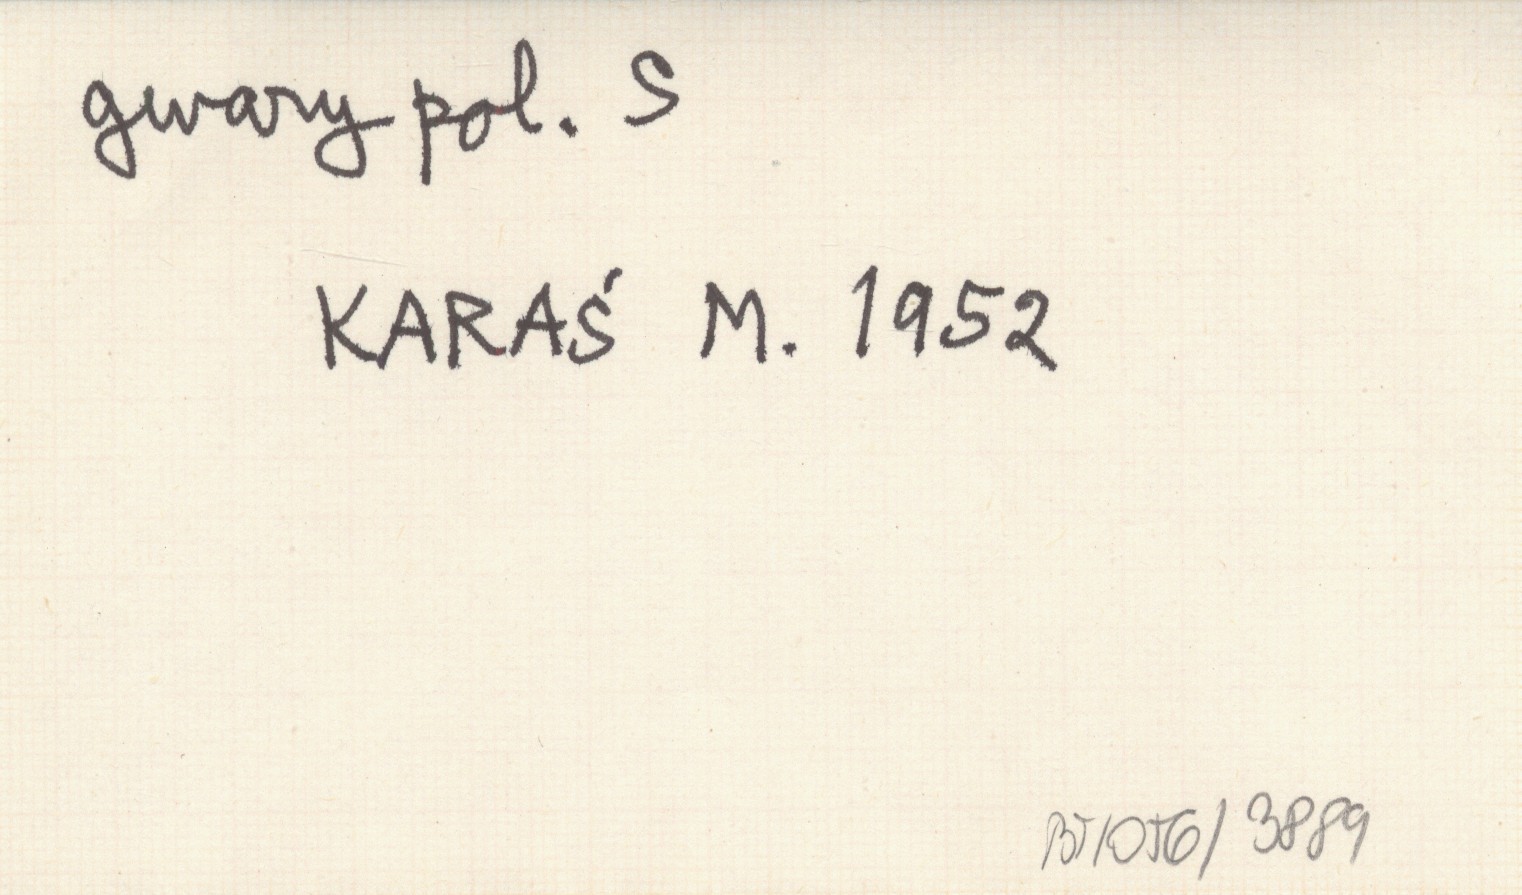 gwary pol. S
KARAŚ M. 1952
BJ/OJG/3889